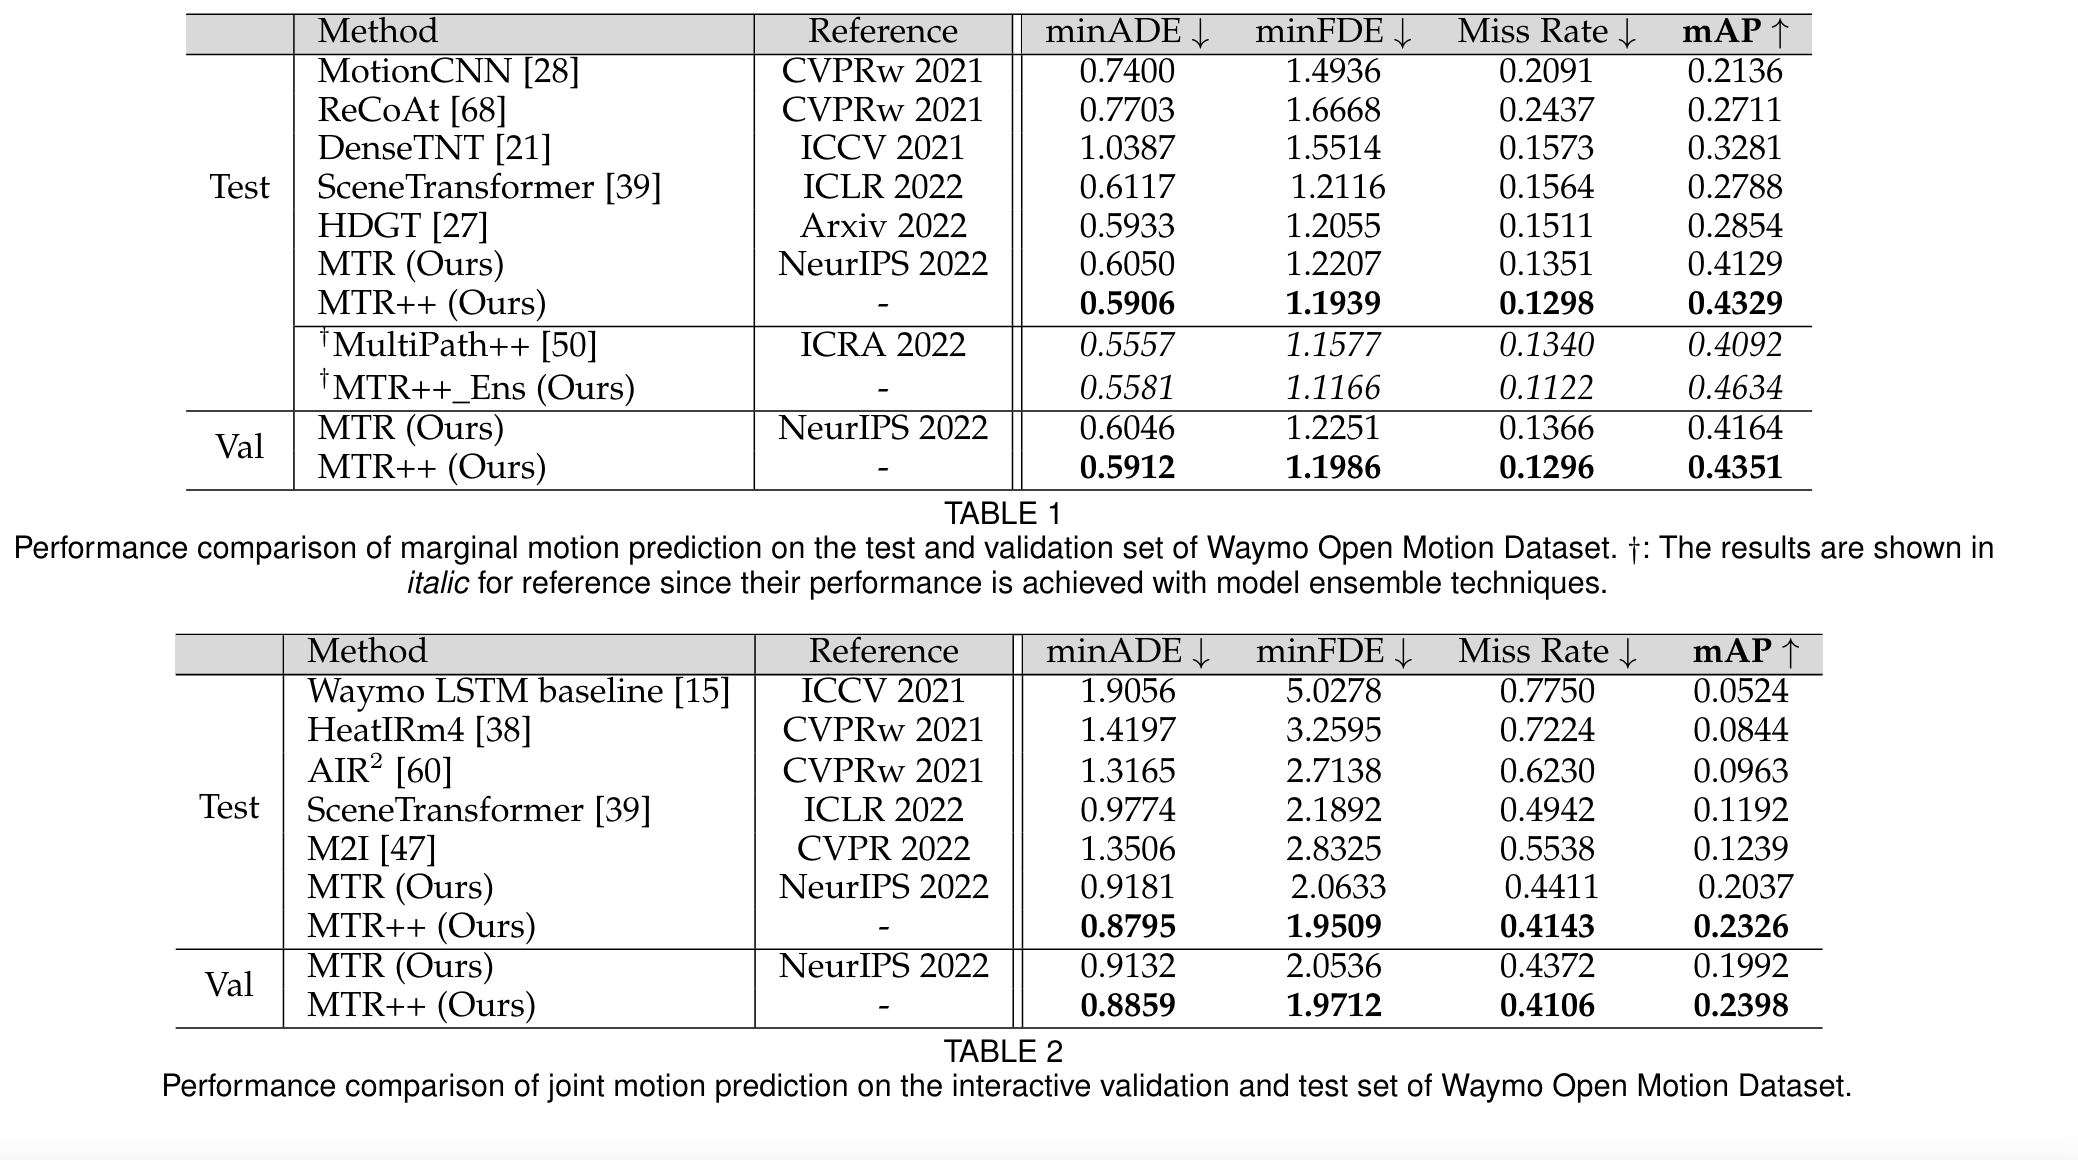 Method Reference minADE ↓ minFDE ↓ Miss Rate ↓ mAP ↑
MotionCNN [28] CVPRw 2021 0.7400 1.4936 0.2091 0.2136
ReCoAt [68] CVPRw 2021 0.7703 1.6668 0.2437 0.2711
DenseTNT [21] ICCV 2021 1.0387 1.5514 0.1573 0.3281
Test SceneTransformer [39] ICLR 2022 0.6117 1.2116 0.1564 0.2788
HDGT [27] Arxiv 2022 0.5933 1.2055 0.1511 0.2854
MTR (Ours) NeurIPS 2022 0.6050 1.2207 0.1351 0.4129
MTR++ (Ours) - 0.5906 1.1939 0.1298 0.4329
†MultiPath++ [50] ICRA 2022 0.5557 1.1577 0.1340 0.4092
†MTR++_Ens (Ours) - 0.5581 1.1166 0.1122 0.4634
Val MTR (Ours) NeurIPS 2022 0.6046 1.2251 0.1366 0.4164
MTR++ (Ours) - 0.5912 1.1986 0.1296 0.4351
TABLE 1
Performance comparison of marginal motion prediction on the test and validation set of Waymo Open Motion Dataset. †: The results are shown in
italic for reference since their performance is achieved with model ensemble techniques.
Method Reference minADE ↓ minFDE ↓ Miss Rate ↓ mAP ↑
Waymo LSTM baseline [15] ICCV 2021 1.9056 5.0278 0.7750 0.0524
HeatIRm4 [38] CVPRw 2021 1.4197 3.2595 0.7224 0.0844
AIR² [60] CVPRw 2021 1.3165 2.7138 0.6230 0.0963
Test SceneTransformer [39] ICLR 2022 0.9774 2.1892 0.4942 0.1192
M2I [47] CVPR 2022 1.3506 2.8325 0.5538 0.1239
MTR (Ours) NeurIPS 2022 0.9181 2.0633 0.4411 0.2037
MTR++ (Ours) - 0.8795 1.9509 0.4143 0.2326
Val MTR (Ours) NeurIPS 2022 0.9132 2.0536 0.4372 0.1992
MTR++ (Ours) - 0.8859 1.9712 0.4106 0.2398
TABLE 2
Performance comparison of joint motion prediction on the interactive validation and test set of Waymo Open Motion Dataset.